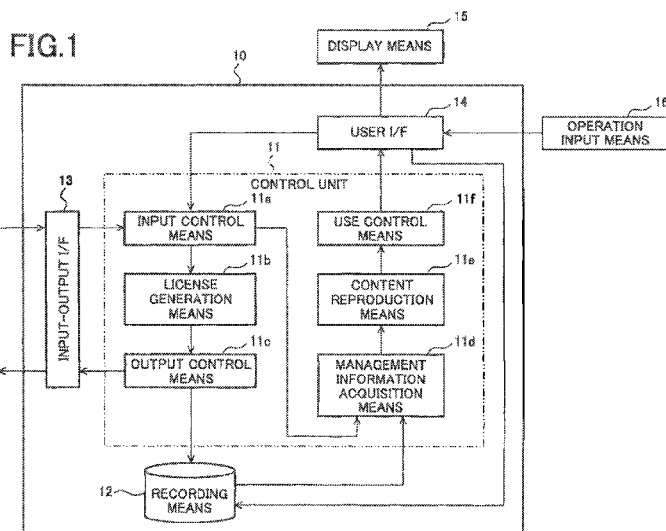 FIG.1
15
DISPLAY MEANS
10
14
USER I/F
16
OPERATION
INPUT MEANS
11
CONTROL UNIT
13
INPUT-OUTPUT I/F
11a
INPUT CONTROL
MEANS
11f
USE CONTROL
MEANS
11b
LICENSE
GENERATION
MEANS
11e
CONTENT
REPRODUCTION
MEANS
11c
OUTPUT CONTROL
MEANS
11d
MANAGEMENT
INFORMATION
ACQUISITION
MEANS
12
RECORDING
MEANS